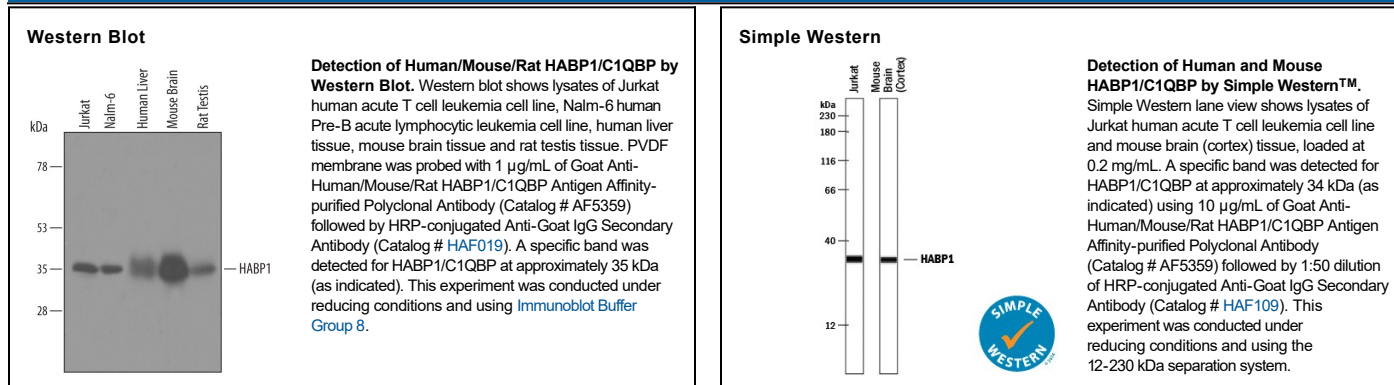 Western Blot
Jurkat
Nalm-6
Human Liver
Mouse Brain
Rat Testis
kDa
78
53
35
28
HABP1
Detection of Human/Mouse/Rat HABP1/C1QBP by
Western Blot. Western blot shows lysates of Jurkat
human acute T cell leukemia cell line, Nalm-6 human
Pre-B acute lymphocytic leukemia cell line, human liver
tissue, mouse brain tissue and rat testis tissue. PVDF
membrane was probed with 1 µg/mL of Goat Anti-
Human/Mouse/Rat HABP1/C1QBP Antigen Affinity-
purified Polyclonal Antibody (Catalog # AF5359)
followed by HRP-conjugated Anti-Goat IgG Secondary
Antibody (Catalog # HAF019). A specific band was
detected for HABP1/C1QBP at approximately 35 kDa
(as indicated). This experiment was conducted under
reducing conditions and using Immunoblot Buffer
Group 8.
Simple Western
Jurkat
Mouse
Brain
(Cortex)
kDa
230
180
116
66
40
12
HABP1
SIMPLE
WESTERN
Detection of Human and Mouse
HABP1/C1QBP by Simple Western™.
Simple Western lane view shows lysates of
Jurkat human acute T cell leukemia cell line
and mouse brain (cortex) tissue, loaded at
0.2 mg/mL. A specific band was detected for
HABP1/C1QBP at approximately 34 kDa (as
indicated) using 10 µg/mL of Goat Anti-
Human/Mouse/Rat HABP1/C1QBP Antigen
Affinity-purified Polyclonal Antibody
(Catalog # AF5359) followed by 1:50 dilution
of HRP-conjugated Anti-Goat IgG Secondary
Antibody (Catalog # HAF109). This
experiment was conducted under
reducing conditions and using the
12-230 kDa separation system.